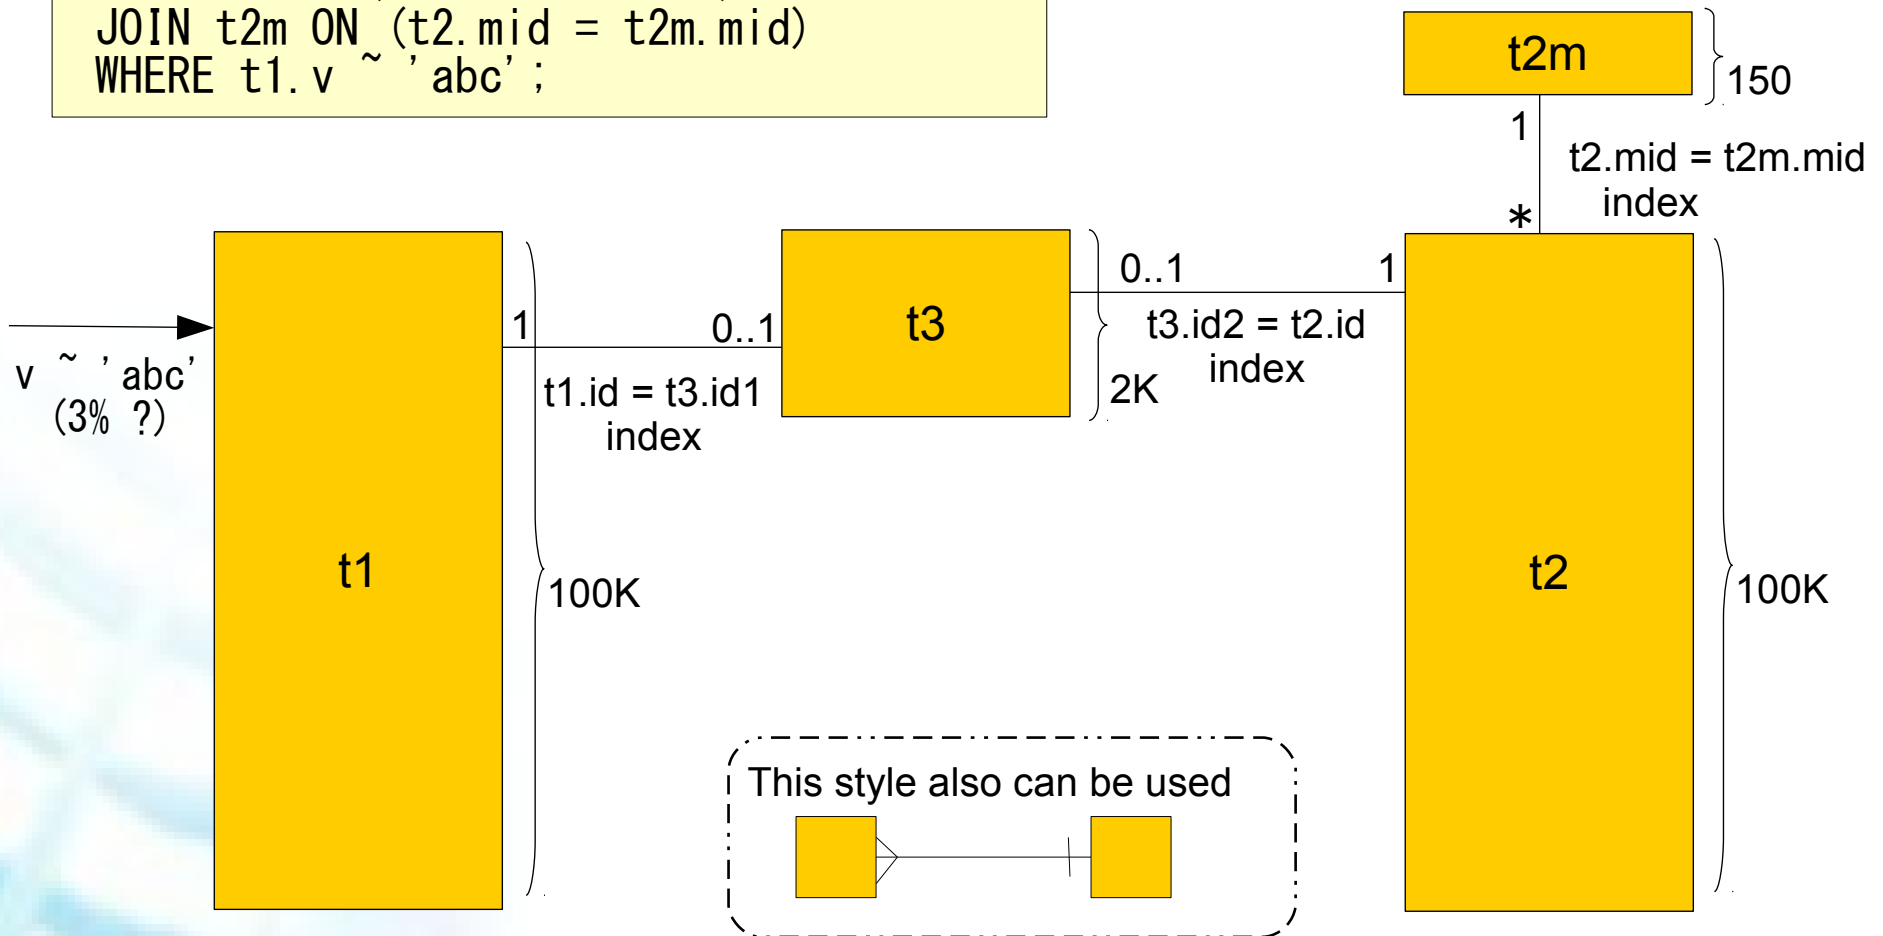 JOIN t2m ON (t2.mid = t2m.mid)
WHERE t1.v ~ 'abc';
t2m
150
1
t2.mid = t2m.mid
index
*
v ~ 'abc'
(3% ?)
t1
100K
1
0..1
t1.id = t3.id1
index
t3
2K
0..1
1
t3.id2 = t2.id
index
t2
100K
This style also can be used